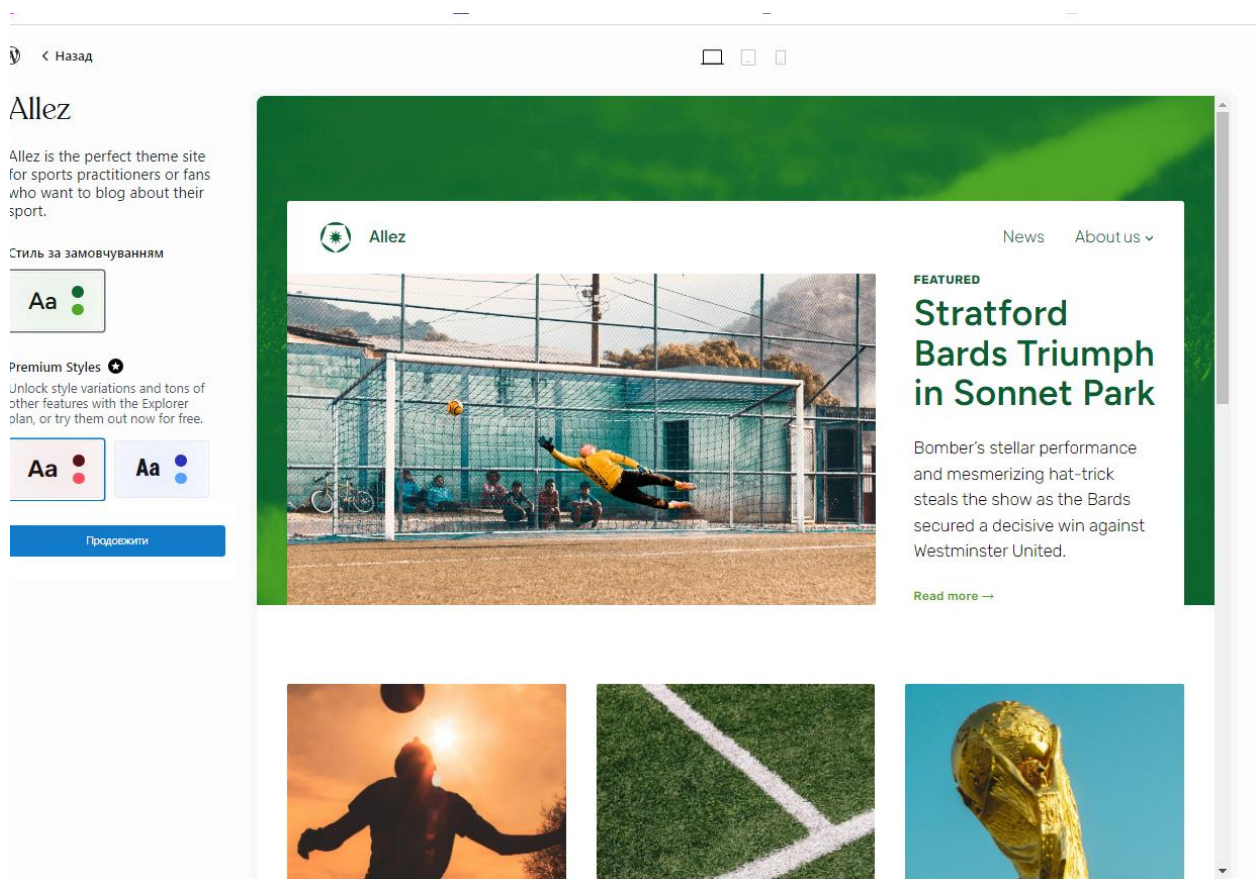 Назад
Allez
Allez is the perfect theme site
for sports practitioners or fans
who want to blog about their
sport.
Стиль за замовчуванням
Aa
Premium Styles
Unlock style variations and tons of
other features with the Explorer
plan, or try them out now for free.
Aa Aa
Продовжити
Allez News About us
FEATURED
Stratford
Bards Triumph
in Sonnet Park
Bomber's stellar performance
and mesmerizing hat-trick
steals the show as the Bards
secured a decisive win against
Westminster United.
Read more →